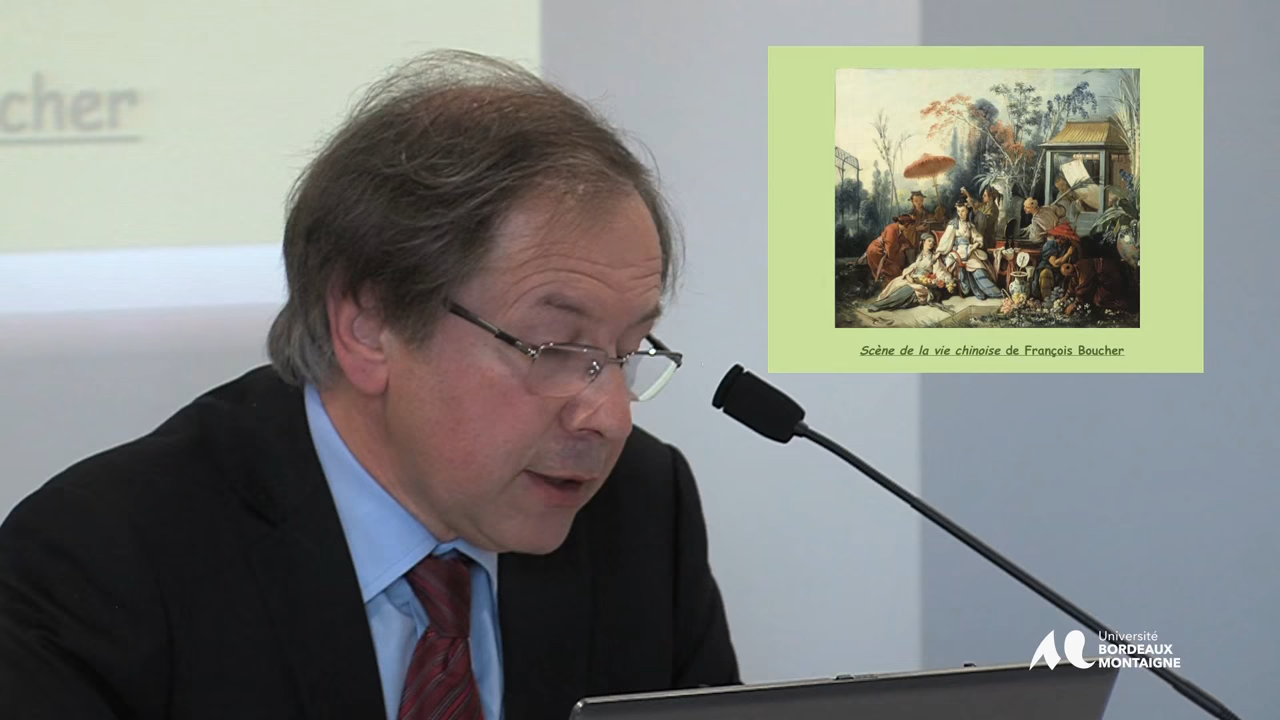 cher
Scène de la vie chinoise de François Boucher
Université
BORDEAUX
MONTAIGNE